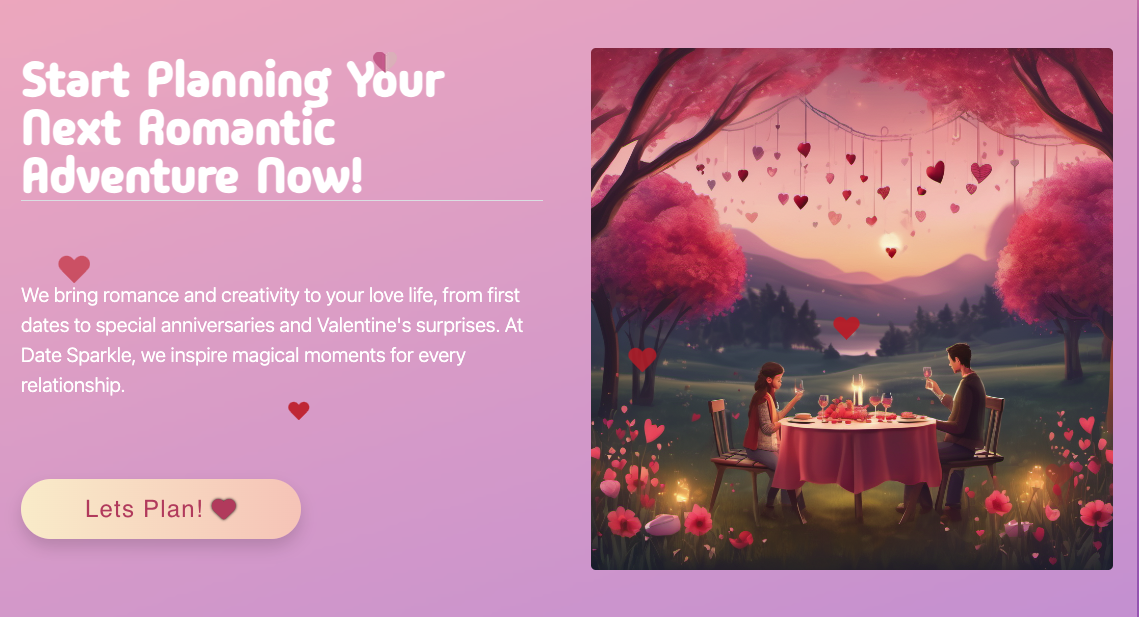 Start Planning Your
Next Romantic
Adventure Now!
We bring romance and creativity to your love life, from first
dates to special anniversaries and Valentine's surprises. At
Date Sparkle, we inspire magical moments for every
relationship.
Lets Plan!